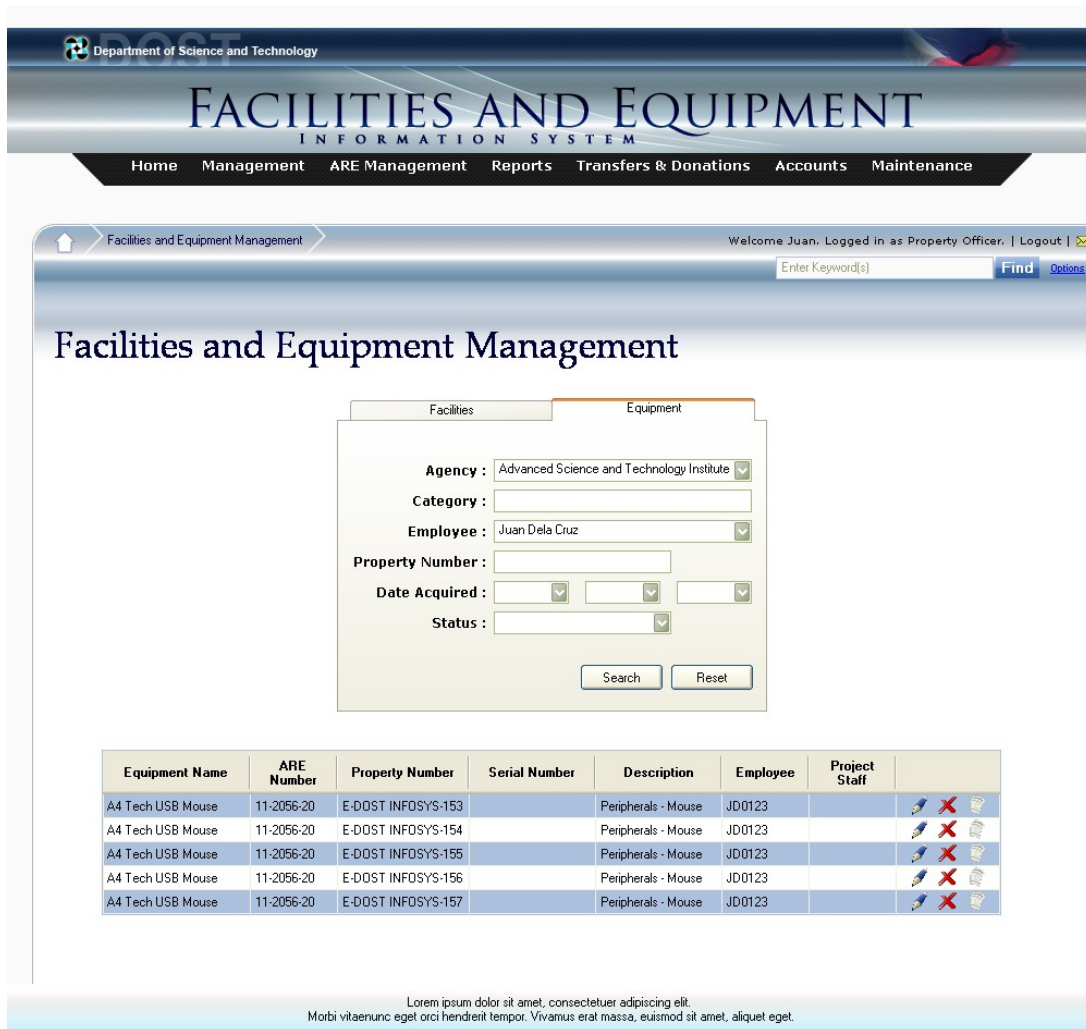 DOST
Department of Science and Technology
FACILITIES AND EQUIPMENT
INFORMATION SYSTEM
Home Management ARE Management Reports Transfers & Donations Accounts Maintenance
Facilities and Equipment Management
Welcome Juan. Logged in as Property Officer. | Logout |
Enter Keyword(s) Find Options
Facilities and Equipment Management
Facilities Equipment
Agency : Advanced Science and Technology Institute
Category :
Employee : Juan Dela Cruz
Property Number :
Date Acquired :
Status :
Search Reset
Equipment Name ARE Number Property Number Serial Number Description Employee Project Staff
A4 Tech USB Mouse 11-2056-20 E-DOST INFOSYS-153 Peripherals - Mouse JD0123
A4 Tech USB Mouse 11-2056-20 E-DOST INFOSYS-154 Peripherals - Mouse JD0123
A4 Tech USB Mouse 11-2056-20 E-DOST INFOSYS-155 Peripherals - Mouse JD0123
A4 Tech USB Mouse 11-2056-20 E-DOST INFOSYS-156 Peripherals - Mouse JD0123
A4 Tech USB Mouse 11-2056-20 E-DOST INFOSYS-157 Peripherals - Mouse JD0123
Lorem ipsum dolor sit amet, consectetuer adipiscing elit.
Morbi vitaenunc eget orci hendrerit tempor. Vivamus erat massa, euismod sit amet, aliquet eget.